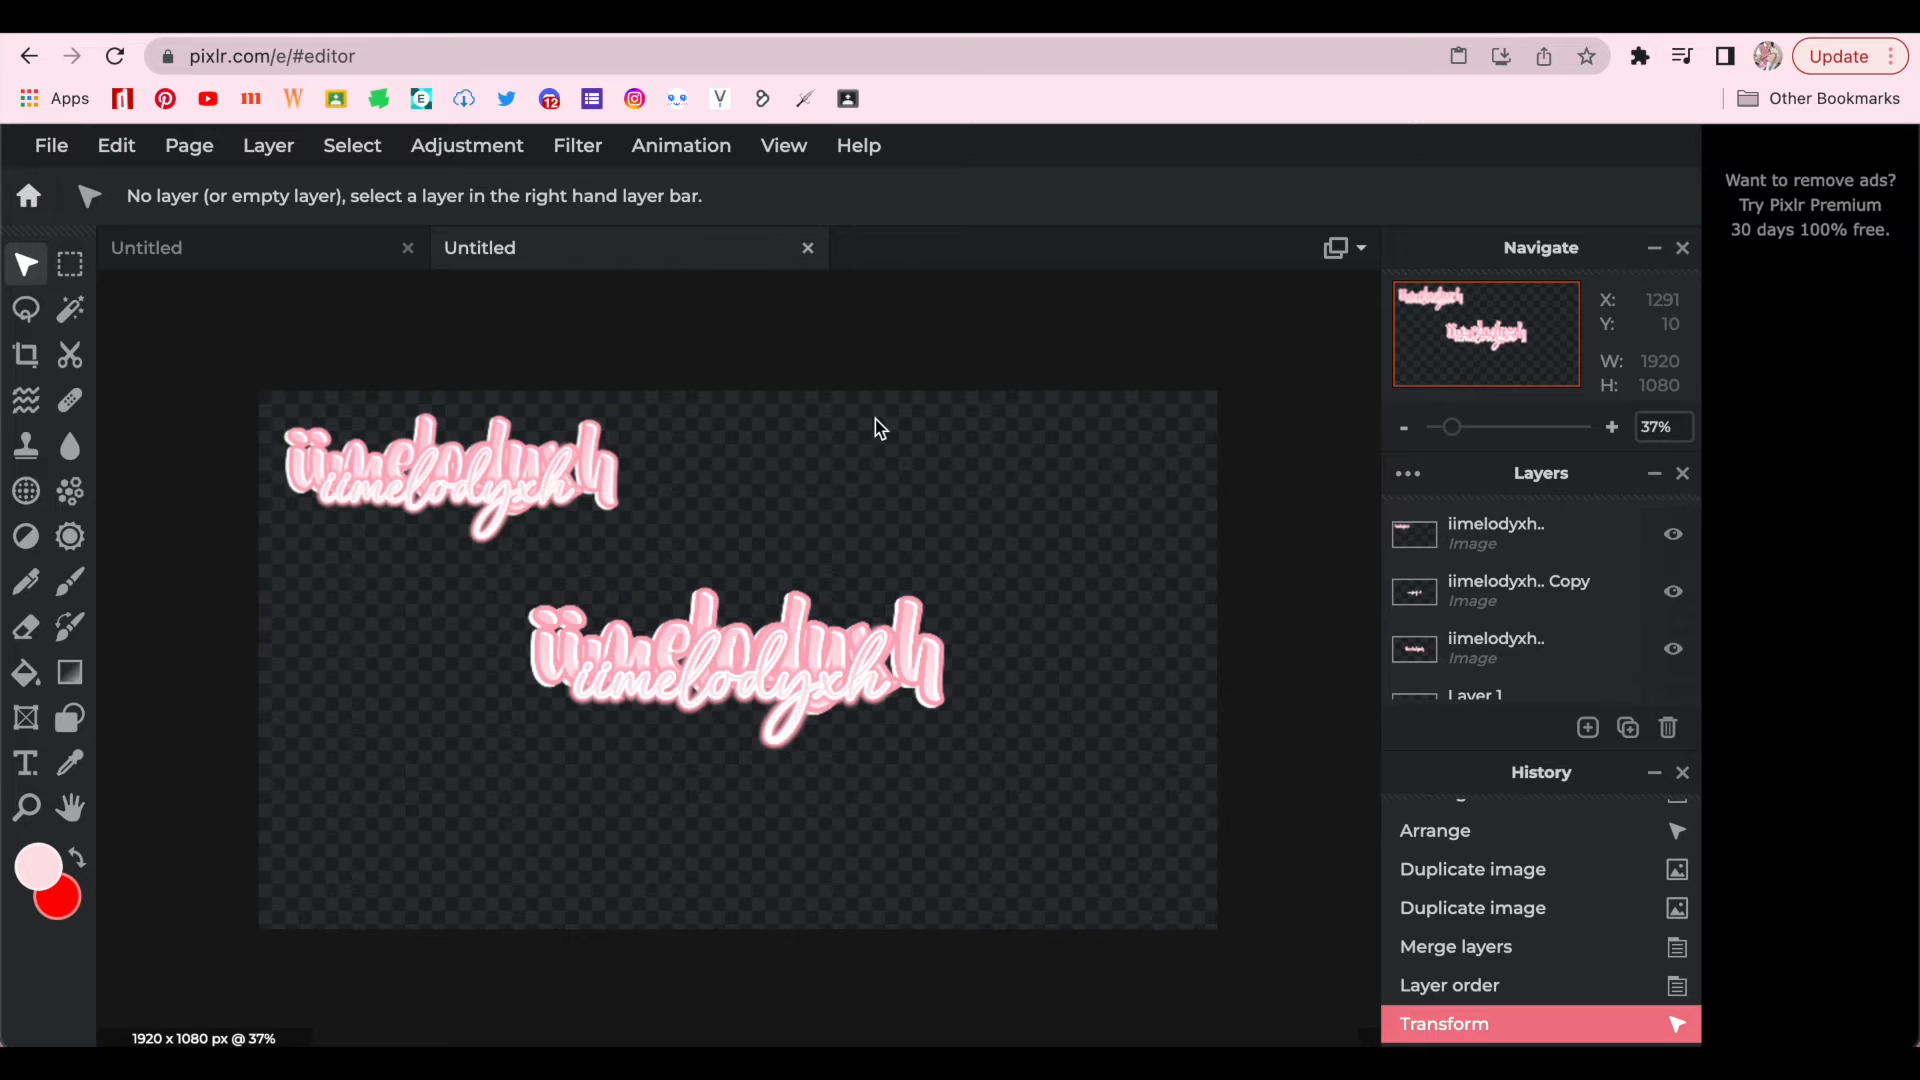 pixlr.com/e/#editor
Update
Apps
12
Other Bookmarks
File Edit Page Layer Select Adjustment Filter Animation View Help
Want to remove ads?
Try Pixlr Premium
30 days 100% free.
No layer (or empty layer), select a layer in the right hand layer bar.
Untitled
Untitled
Navigate
X: 1291
Y: 10
W: 1920
H: 1080
37%
iimelodyxh
iimelodyxh
iimelodyxh
iimelodyxh
Layers
iimelodyxh..
Image
iimelodyxh.. Copy
Image
iimelodyxh..
Image
Layer 1
History
Arrange
Duplicate image
Duplicate image
Merge layers
Layer order
Transform
1920 x 1080 px @ 37%